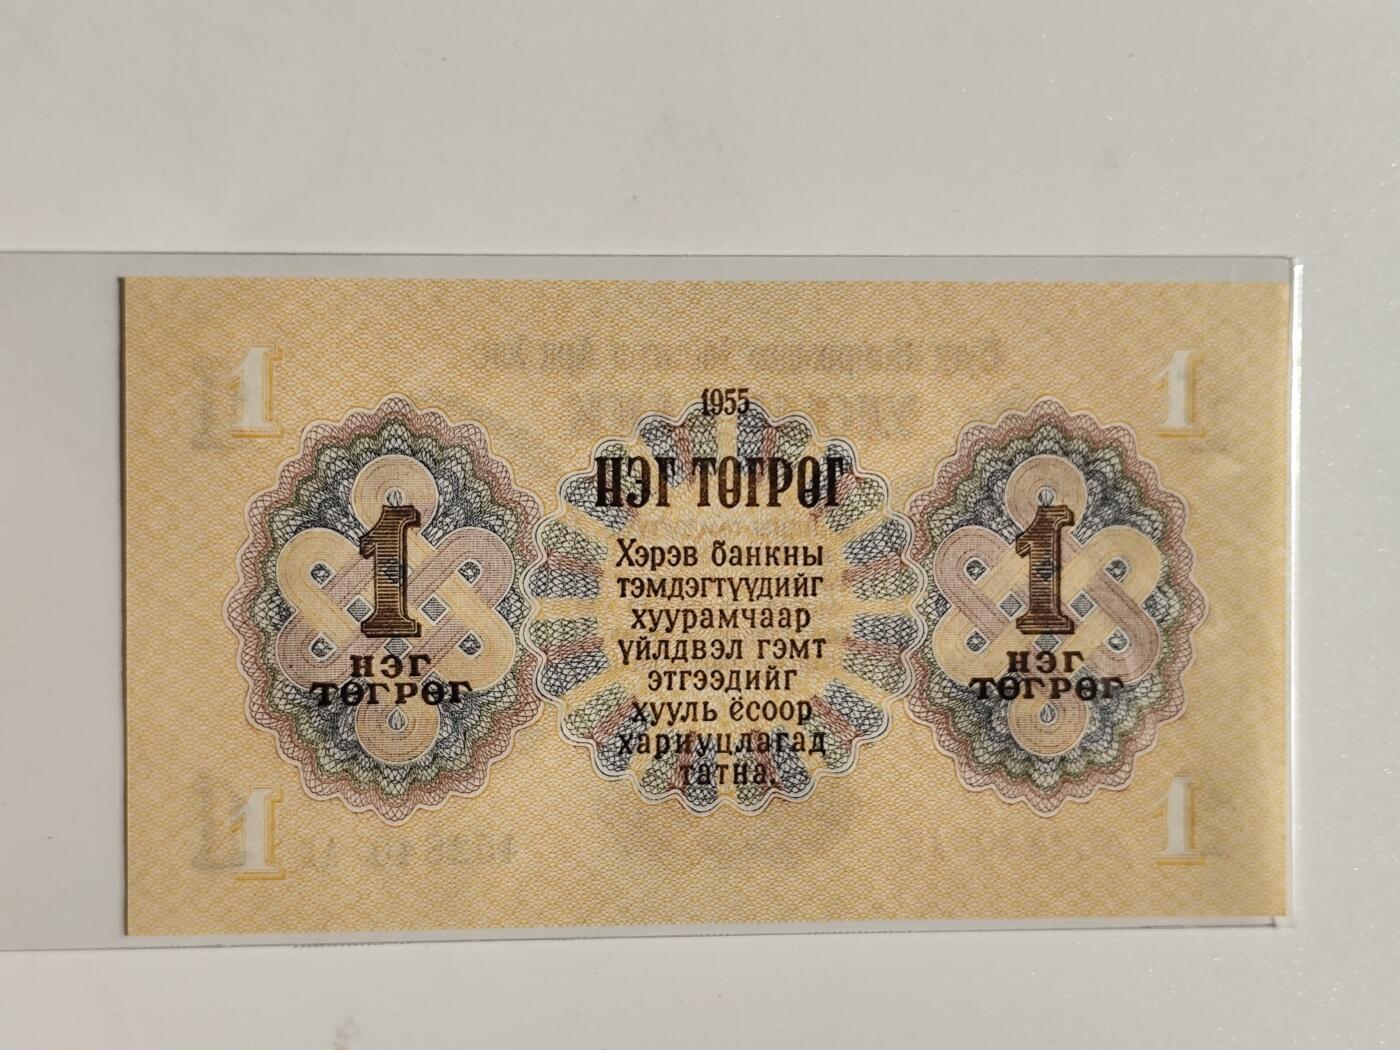 1 1
1955
НЭГ ТӨГРӨГ
Хэрэв банкны
тэмдэгтүүдийг
хуурамчаар
үйлдвэл гэмт
этгээдийг
хууль ёсоор
хариуцлагад
татна.
1
НЭГ
ТӨГРӨГ
1
НЭГ
ТӨГРӨГ
1 1